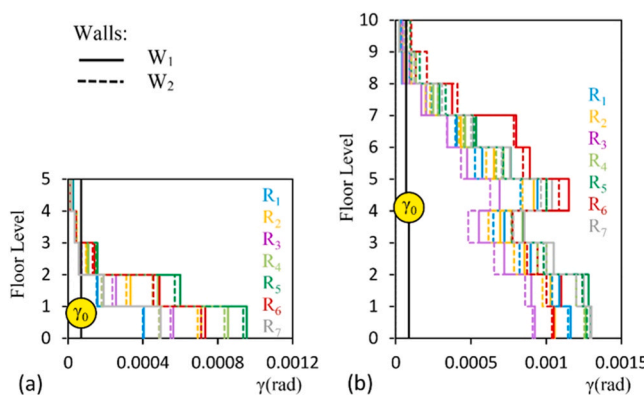 Walls:
W1
W2
Floor Level
5
4
3
2
1
0
R1
R2
R3
R4
R5
R6
R7
γ0
0
0.0004
0.0008
0.0012
γ(rad)
(a)
Floor Level
10
9
8
7
6
5
4
3
2
1
0
R1
R2
R3
R4
R5
R6
R7
γ0
0
0.0005
0.001
0.0015
γ(rad)
(b)